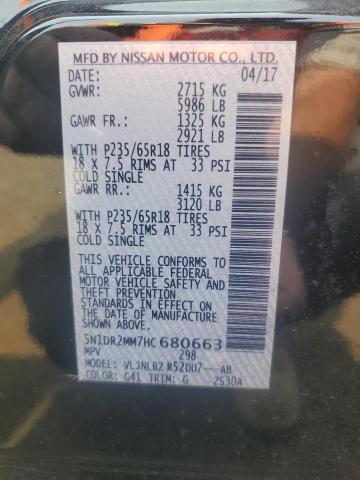 MFD BY NISSAN MOTOR CO., LTD.
DATE: 04/17
GVWR: 2715 KG
5986 LB
GAWR FR.: 1325 KG
2921 LB
WITH P235/65R18 TIRES
18 X 7.5 RIMS AT 33 PSI
COLD SINGLE
GAWR RR.: 1415 KG
3120 LB
WITH P235/65R18 TIRES
18 X 7.5 RIMS AT 33 PSI
COLD SINGLE
THIS VEHICLE CONFORMS TO
ALL APPLICABLE FEDERAL
MOTOR VEHICLE SAFETY
STANDARDS IN EFFECT ON THE
DATE OF MANUFACTURE
SHOWN ABOVE.
5N1DR2MM7HC680663
MPV 298
MODEL: VLJNLBZ R52DU7---AB
COLOR: G41 TRIM: G 2S30A